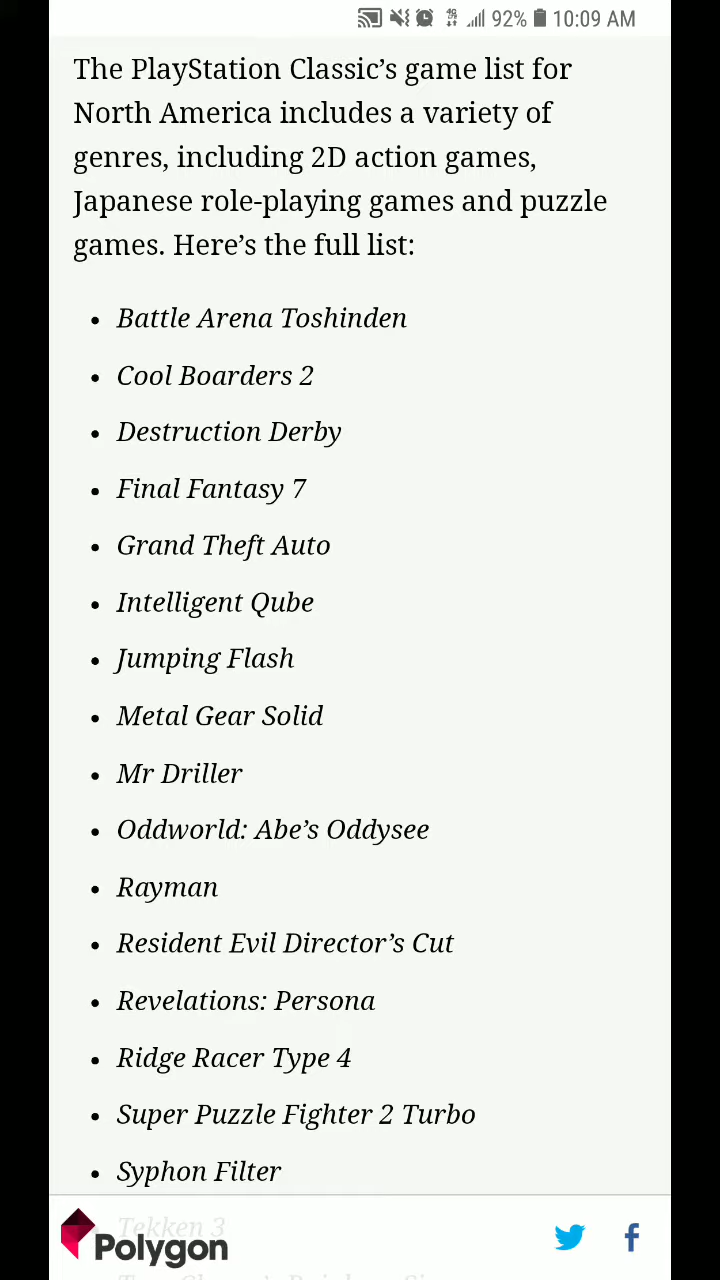 92% 10:09 AM
The PlayStation Classic’s game list for
North America includes a variety of
genres, including 2D action games,
Japanese role-playing games and puzzle
games. Here’s the full list:
• Battle Arena Toshinden
• Cool Boarders 2
• Destruction Derby
• Final Fantasy 7
• Grand Theft Auto
• Intelligent Qube
• Jumping Flash
• Metal Gear Solid
• Mr Driller
• Oddworld: Abe’s Oddysee
• Rayman
• Resident Evil Director’s Cut
• Revelations: Persona
• Ridge Racer Type 4
• Super Puzzle Fighter 2 Turbo
• Syphon Filter
Tekken 3
Polygon